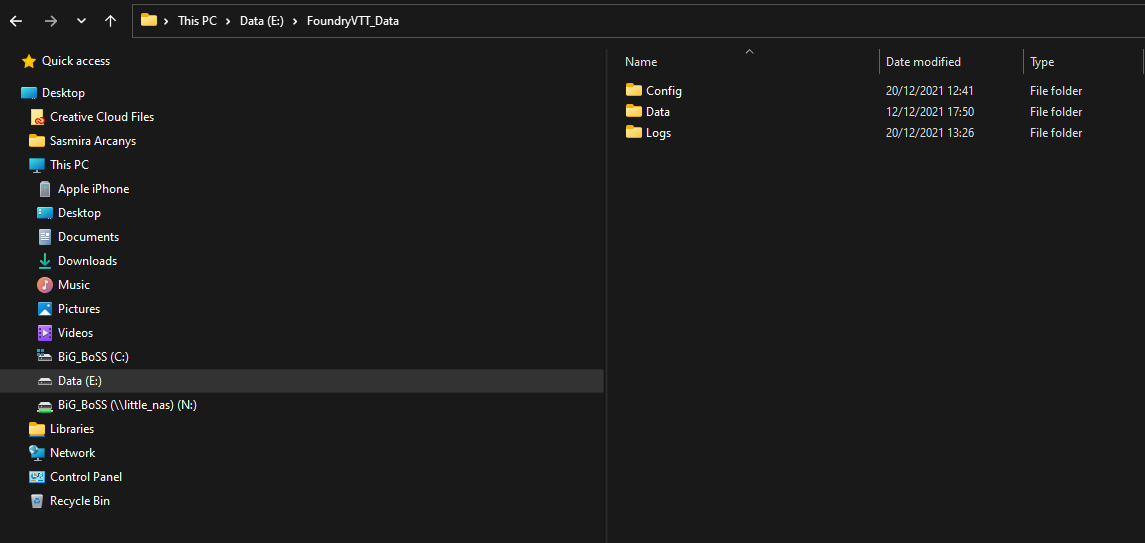 This PC > Data (E:) > FoundryVTT_Data
Quick access
Desktop
Creative Cloud Files
Sasmira Arcanys
This PC
Apple iPhone
Desktop
Documents
Downloads
Music
Pictures
Videos
BiG_BoSS (C:)
Data (E:)
BiG_BoSS (\\little_nas) (N:)
Libraries
Network
Control Panel
Recycle Bin
Name Date modified Type
Config 20/12/2021 12:41 File folder
Data 12/12/2021 17:50 File folder
Logs 20/12/2021 13:26 File folder